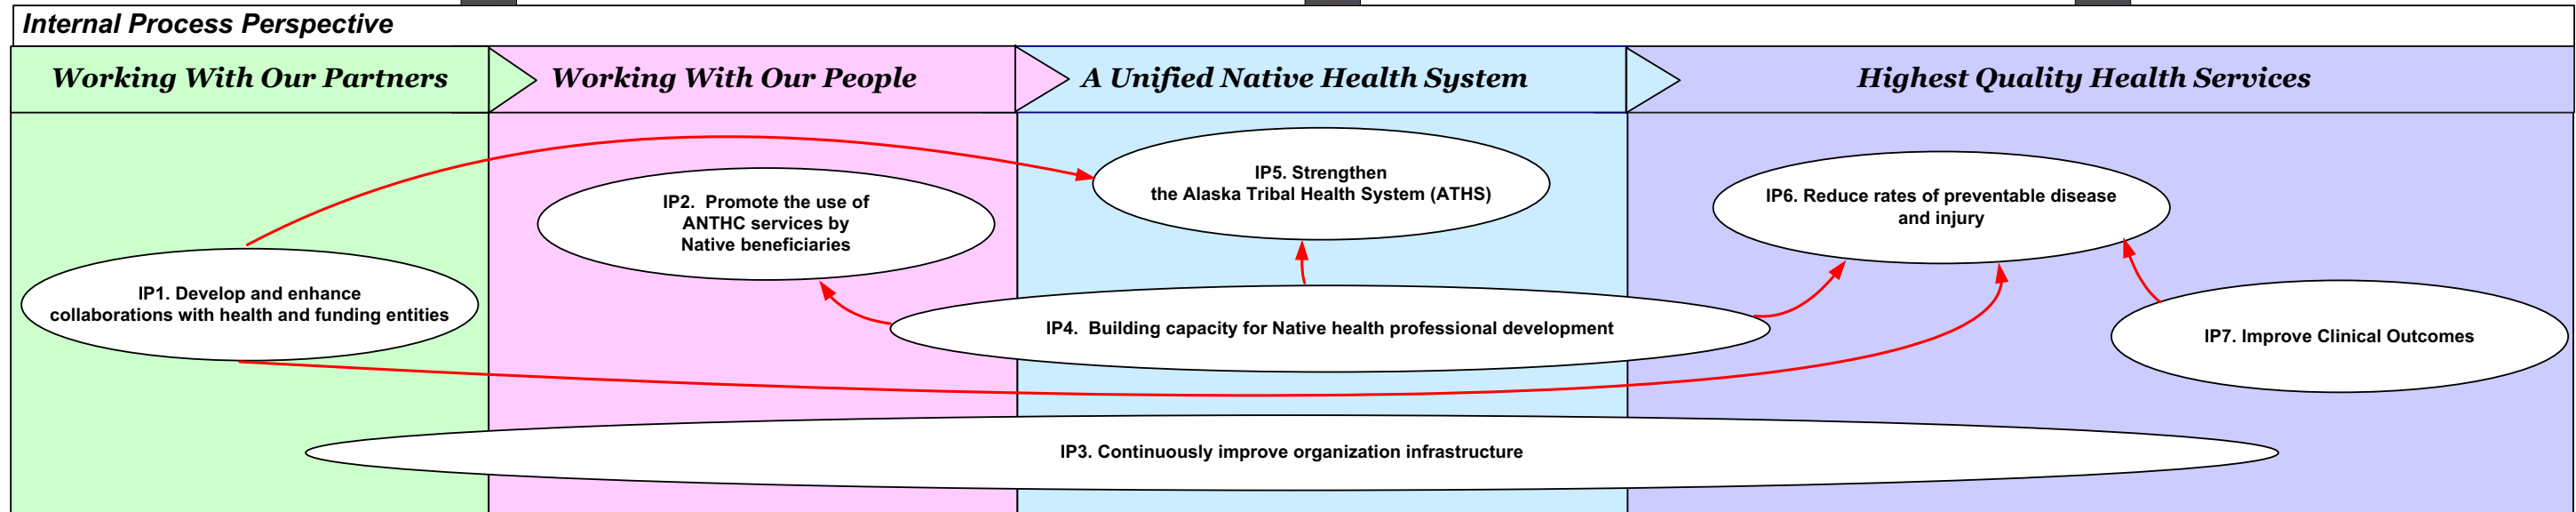 Internal Process Perspective
Working With Our Partners
Working With Our People
A Unified Native Health System
Highest Quality Health Services
IP1. Develop and enhance
collaborations with health and funding entities
IP2.  Promote the use of
ANTHC services by
Native beneficiaries
IP5. Strengthen
the Alaska Tribal Health System (ATHS)
IP6. Reduce rates of preventable disease
and injury
IP4.  Building capacity for Native health professional development
IP7. Improve Clinical Outcomes
IP3. Continuously improve organization infrastructure